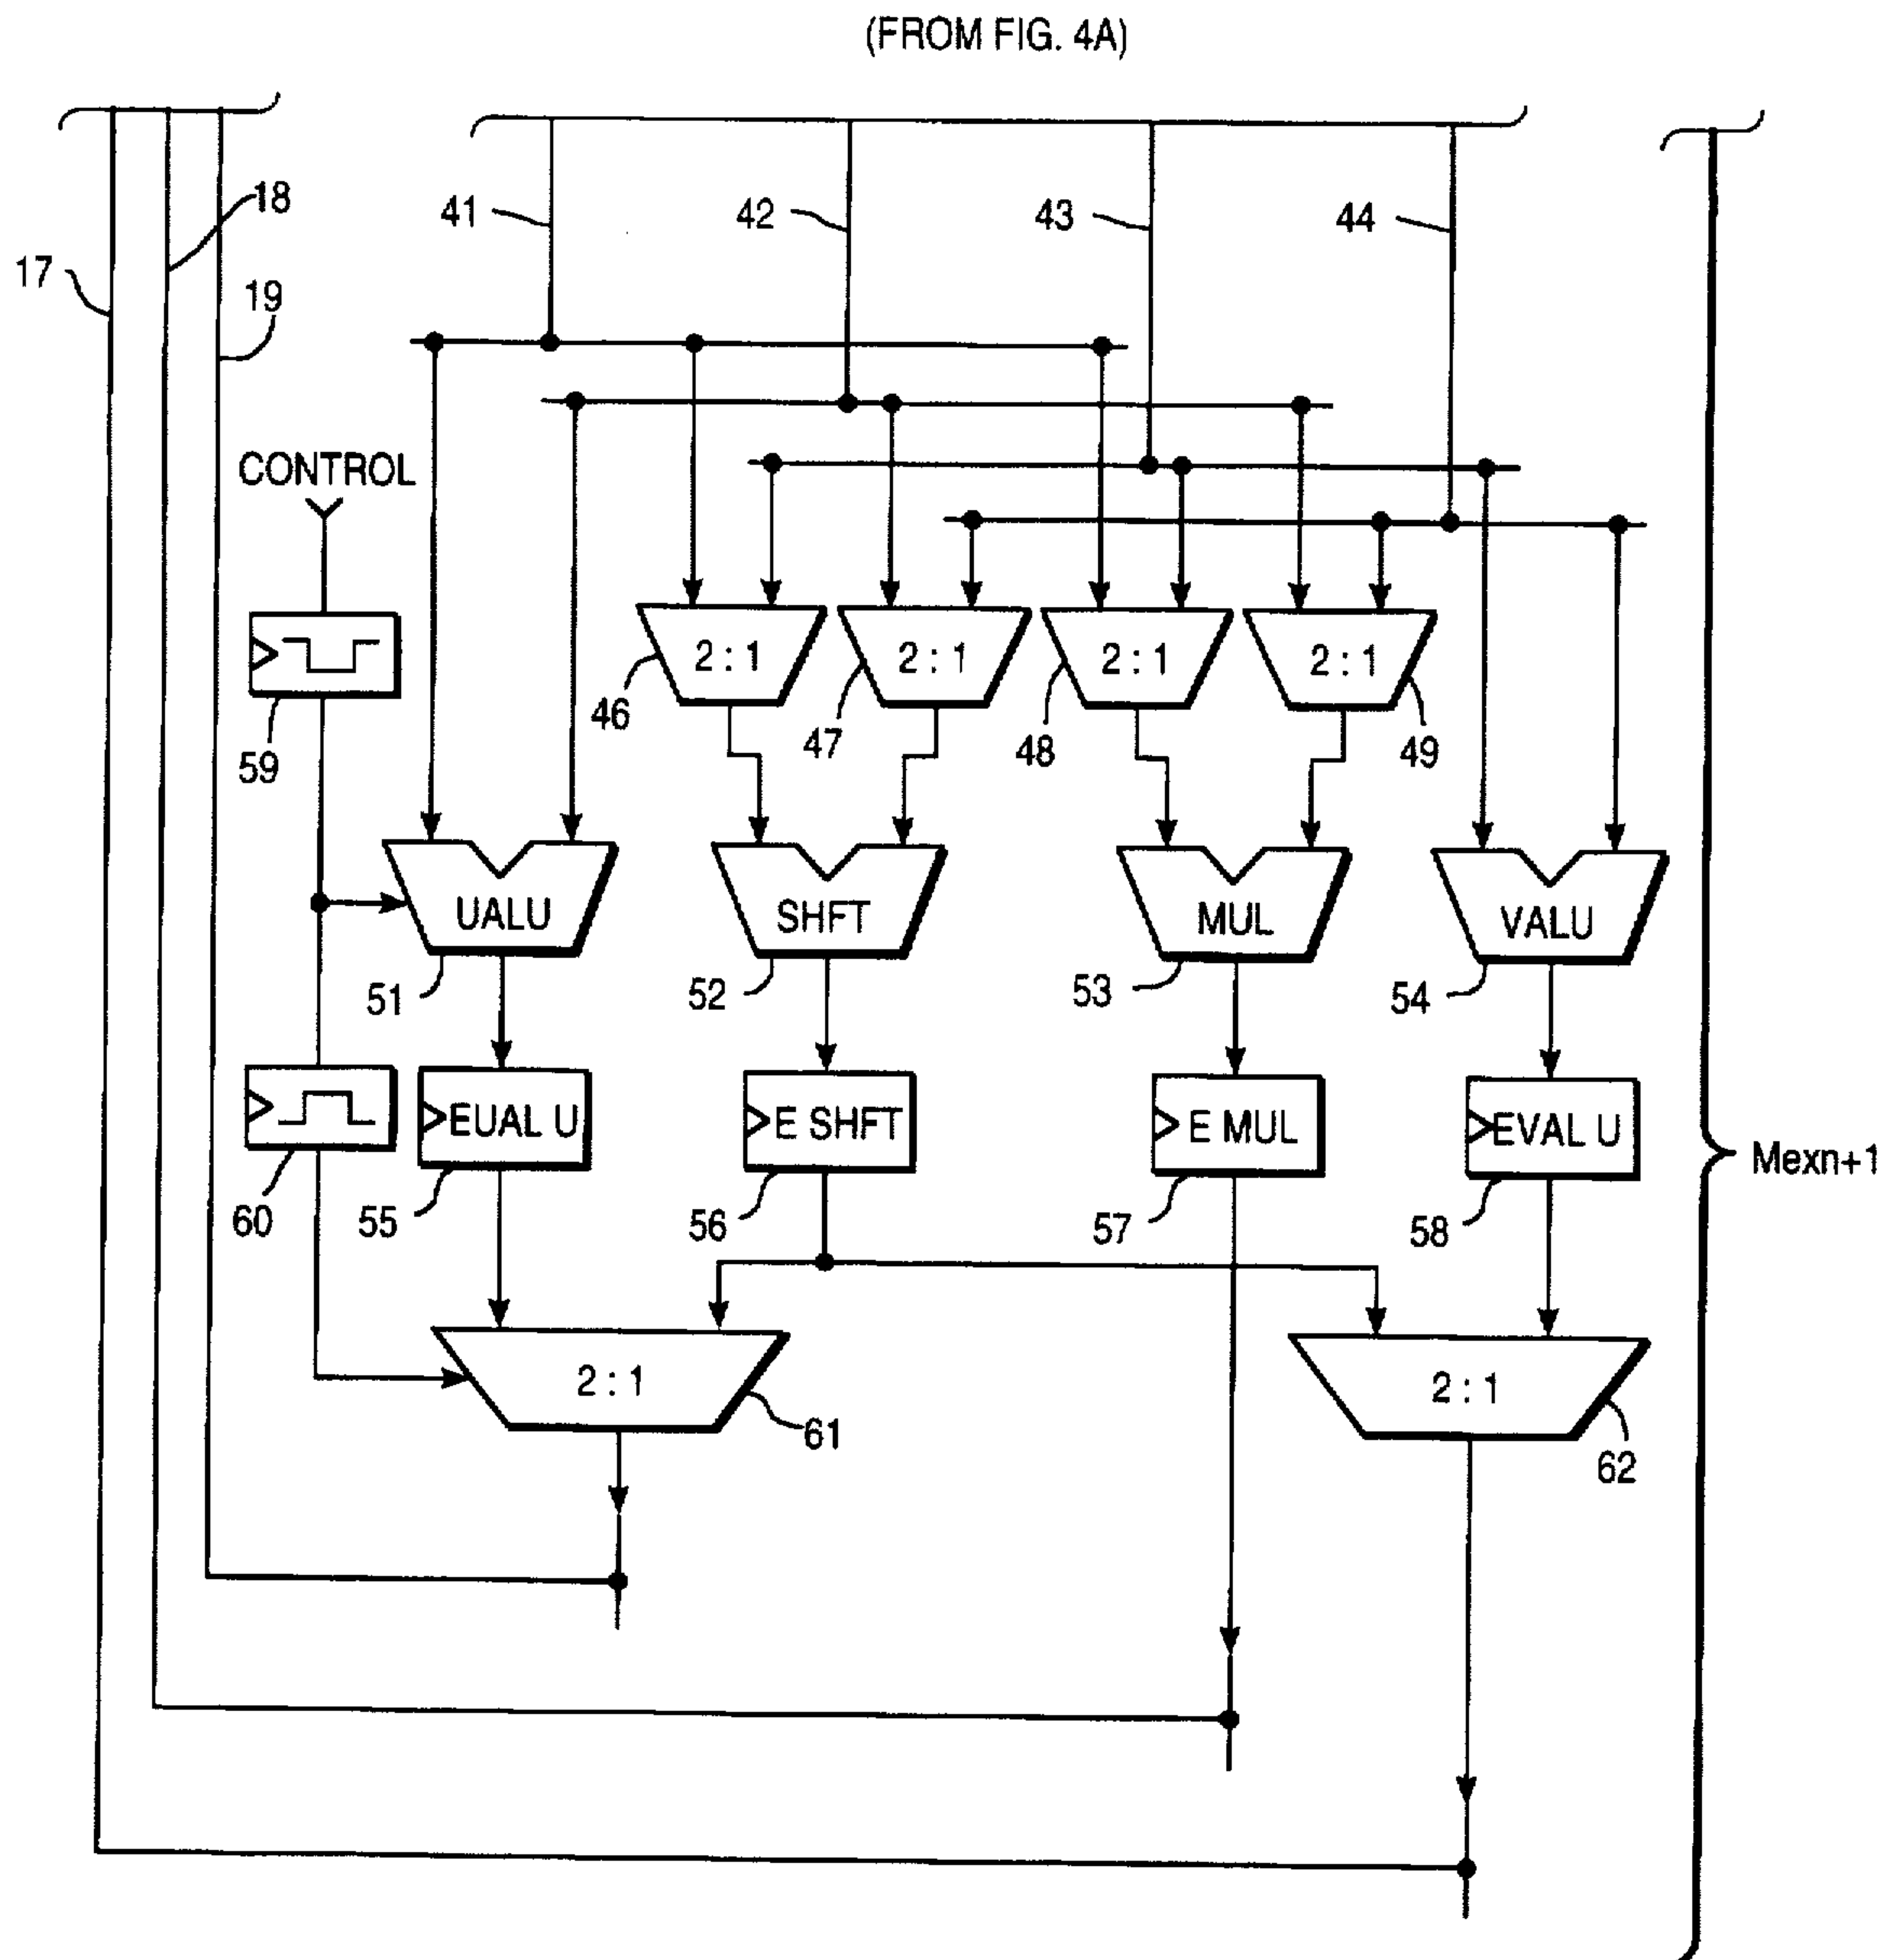 (FROM FIG. 4A)
18
41
42
43
44
17
19
CONTROL
2 : 1
2 : 1
2 : 1
2 : 1
46
47
48
49
59
UALU
SHFT
MUL
VALU
51
52
53
54
EUAL U
E SHFT
E MUL
EVAL U
Mexn+1
60
55
56
57
58
2 : 1
2 : 1
61
62